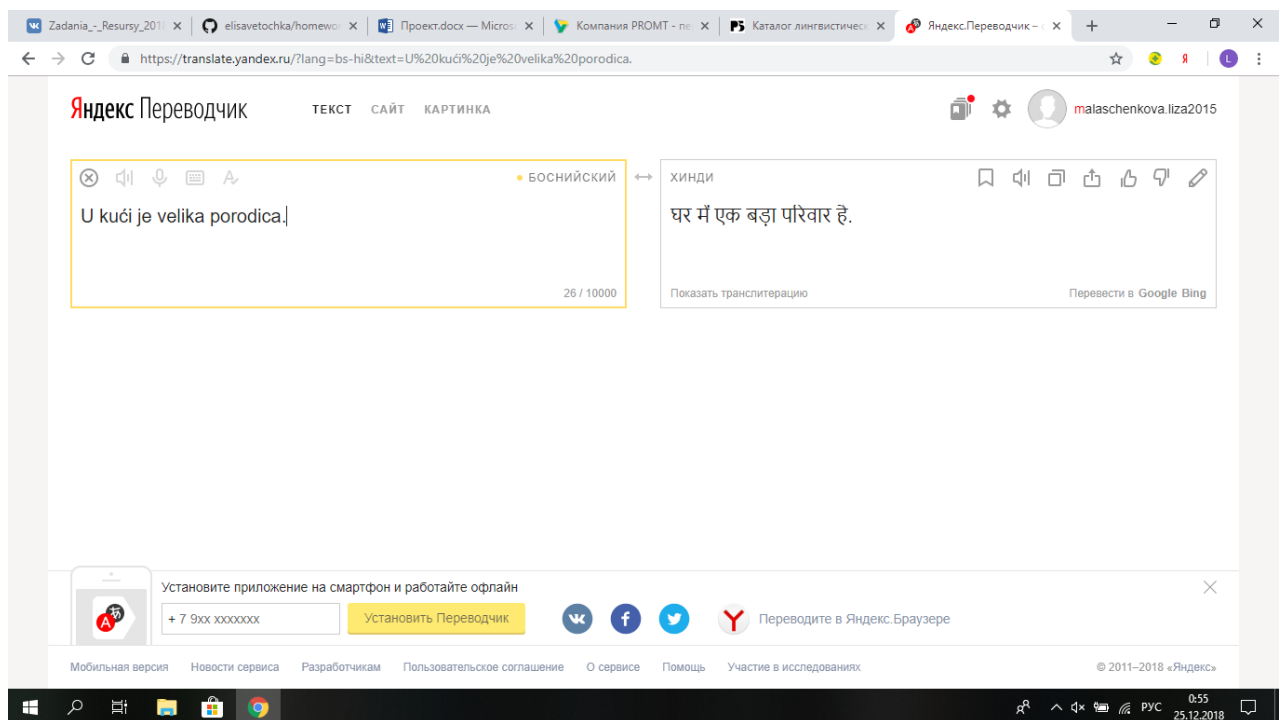 Zadania_-_Resursy_201
elisavetochka/homewo
Проект.docx — Micros
Компания PROMT - пе
Каталог лингвистическ
Яндекс.Переводчик – с
https://translate.yandex.ru/?lang=bs-hi&text=U%20kući%20je%20velika%20porodica.
Яндекс Переводчик
ТЕКСТ САЙТ КАРТИНКА
malaschenkova.liza2015
БОСНИЙСКИЙ
ХИНДИ
U kući je velika porodica.
घर में एक बड़ा परिवार है.
26 / 10000
Показать транслитерацию
Перевести в Google Bing
Установите приложение на смартфон и работайте офлайн
+ 7 9xx xxxxxxx
Установить Переводчик
Переводите в Яндекс.Браузере
Мобильная версия Новости сервиса Разработчикам Пользовательское соглашение О сервисе Помощь Участие в исследованиях
© 2011–2018 «Яндекс»
РУС
0:55
25.12.2018